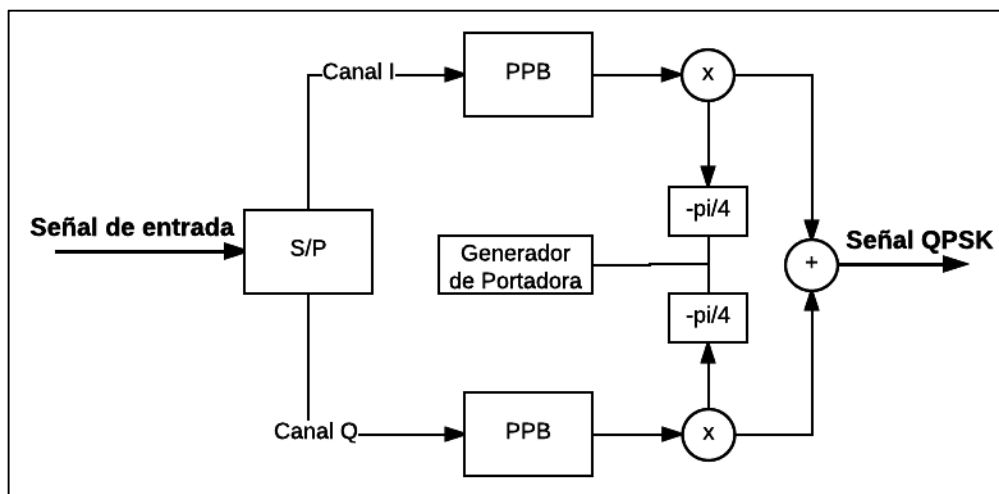 Canal I
PPB
x
-pi/4
Señal de entrada
S/P
Generador
de Portadora
+
Señal QPSK
-pi/4
Canal Q
PPB
x